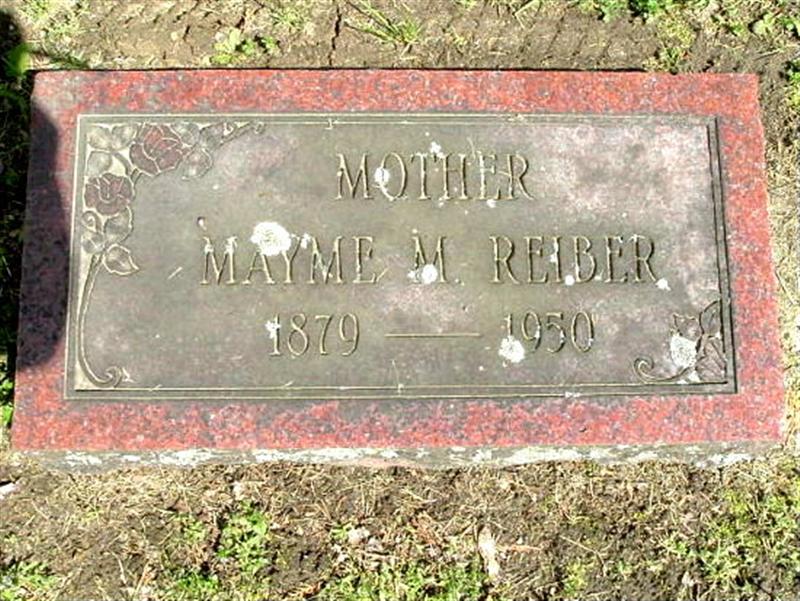 MOTHER
MAYME M. REIBER
1879 — 1950